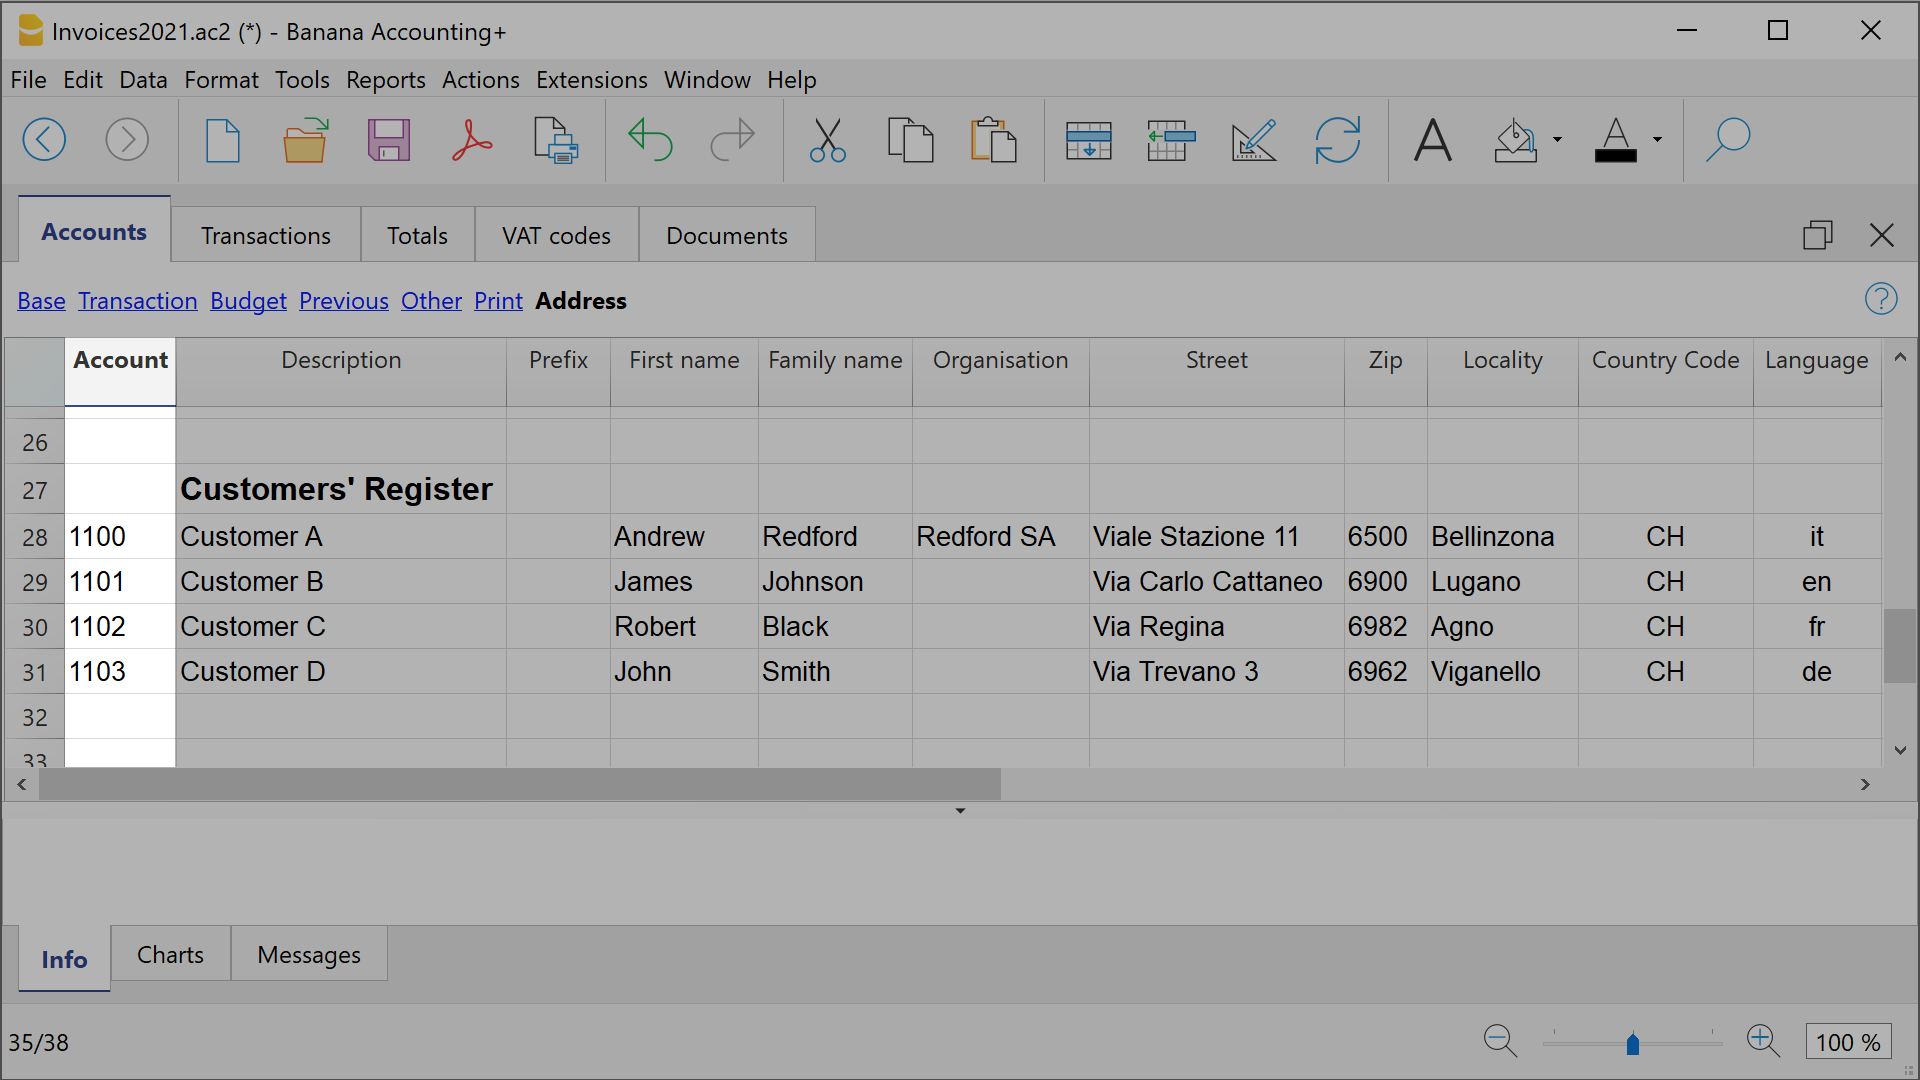 Invoices2021.ac2 (*) - Banana Accounting+
File Edit Data Format Tools Reports Actions Extensions Window Help
Accounts Transactions Totals VAT codes Documents
Base Transaction Budget Previous Other Print Address
Account Description Prefix First name Family name Organisation Street Zip Locality Country Code Language
26
27 Customers' Register
28 1100 Customer A Andrew Redford Redford SA Viale Stazione 11 6500 Bellinzona CH it
29 1101 Customer B James Johnson Via Carlo Cattaneo 6900 Lugano CH en
30 1102 Customer C Robert Black Via Regina 6982 Agno CH fr
31 1103 Customer D John Smith Via Trevano 3 6962 Viganello CH de
32
33
Info Charts Messages
35/38 100 %